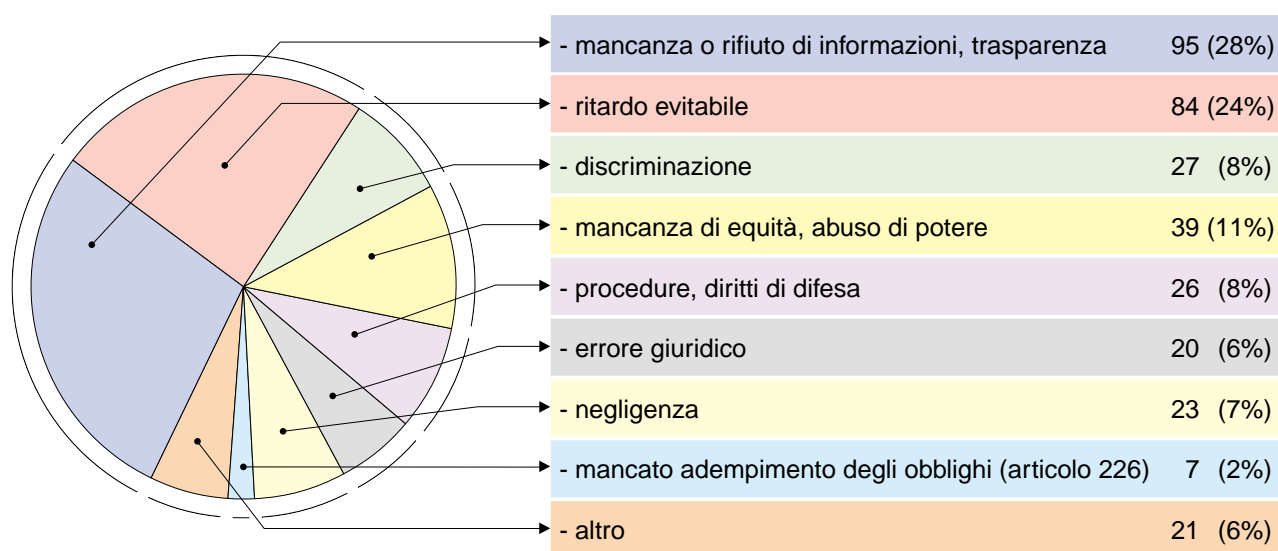 - mancanza o rifiuto di informazioni, trasparenza 95 (28%)
- ritardo evitabile 84 (24%)
- discriminazione 27 (8%)
- mancanza di equità, abuso di potere 39 (11%)
- procedure, diritti di difesa 26 (8%)
- errore giuridico 20 (6%)
- negligenza 23 (7%)
- mancato adempimento degli obblighi (articolo 226) 7 (2%)
- altro 21 (6%)